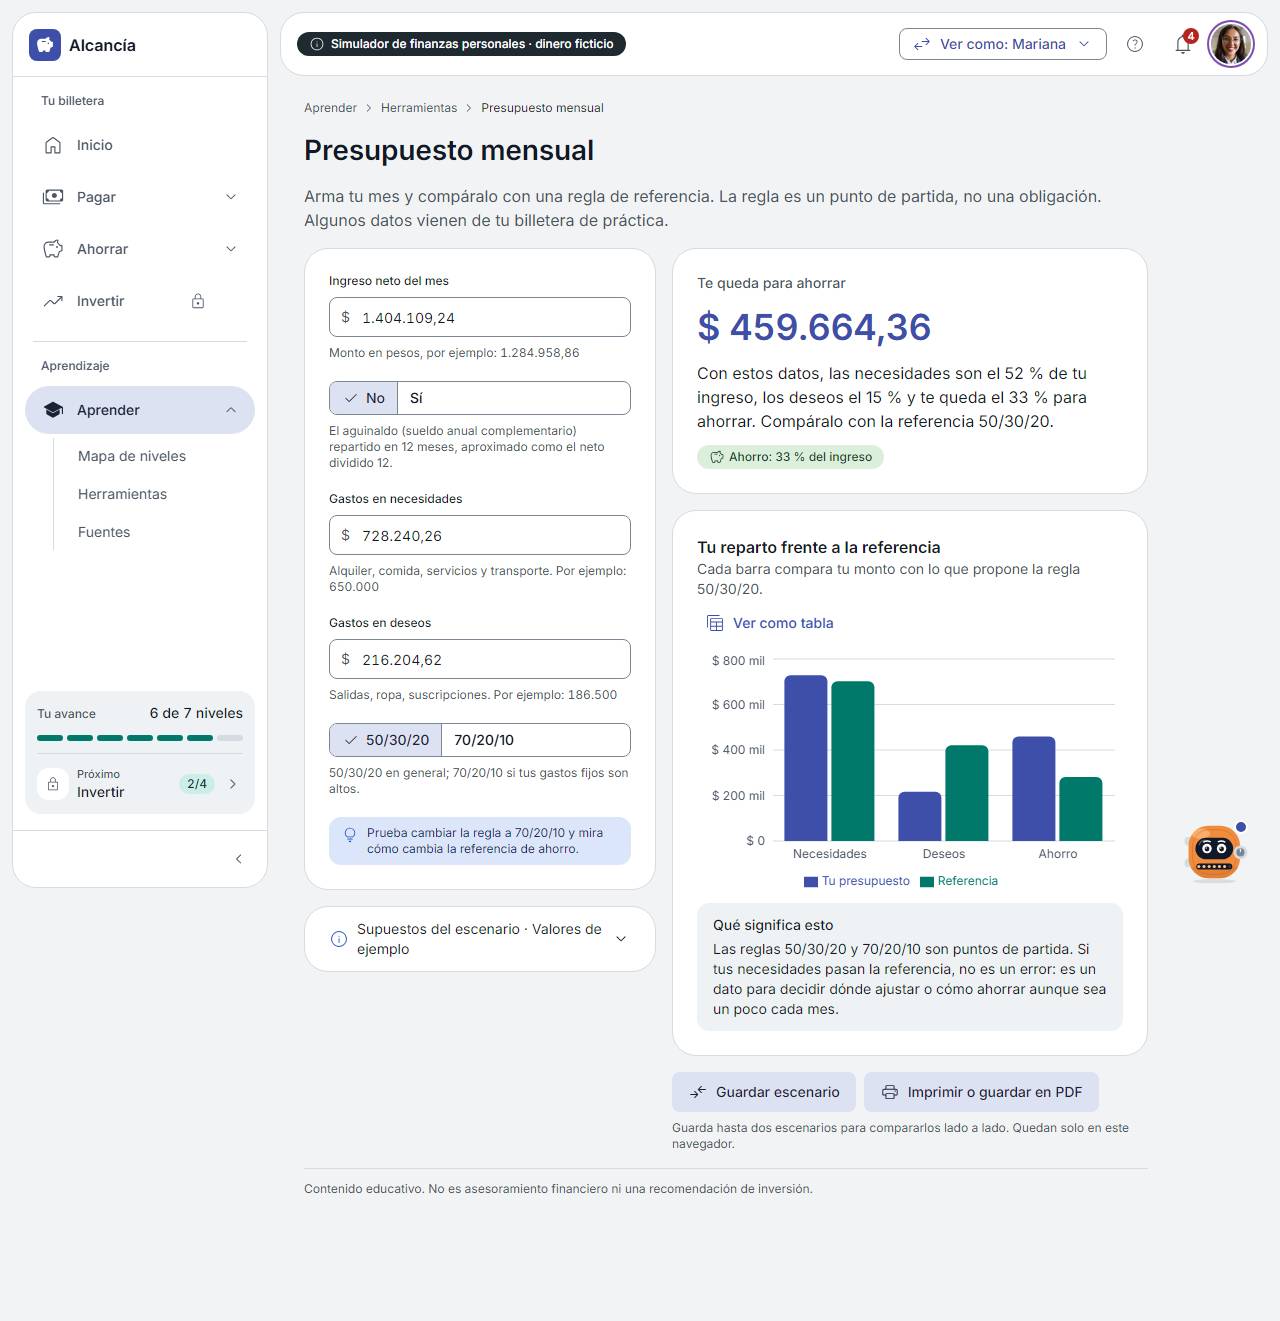 Alcancía
Simulador de finanzas personales · dinero ficticio
Ver como: Mariana
4
Tu billetera
Inicio
Pagar
Ahorrar
Invertir
Aprendizaje
Aprender
Mapa de niveles
Herramientas
Fuentes
Tu avance
6 de 7 niveles
Próximo
Invertir
2/4
Aprender
Herramientas
Presupuesto mensual
Presupuesto mensual
Arma tu mes y compáralo con una regla de referencia. La regla es un punto de partida, no una obligación.
Algunos datos vienen de tu billetera de práctica.
Ingreso neto del mes
$ 1.404.109,24
Monto en pesos, por ejemplo: 1.284.958,86
No
Sí
El aguinaldo (sueldo anual complementario)
repartido en 12 meses, aproximado como el neto
dividido 12.
Gastos en necesidades
$ 728.240,26
Alquiler, comida, servicios y transporte. Por ejemplo:
650.000
Gastos en deseos
$ 216.204,62
Salidas, ropa, suscripciones. Por ejemplo: 186.500
50/30/20
70/20/10
50/30/20 en general; 70/20/10 si tus gastos fijos son
altos.
Prueba cambiar la regla a 70/20/10 y mira
cómo cambia la referencia de ahorro.
Supuestos del escenario · Valores de
ejemplo
Te queda para ahorrar
$ 459.664,36
Con estos datos, las necesidades son el 52 % de tu
ingreso, los deseos el 15 % y te queda el 33 % para
ahorrar. Compáralo con la referencia 50/30/20.
Ahorro: 33 % del ingreso
Tu reparto frente a la referencia
Cada barra compara tu monto con lo que propone la regla
50/30/20.
Ver como tabla
$ 800 mil
$ 600 mil
$ 400 mil
$ 200 mil
$ 0
Necesidades
Deseos
Ahorro
Tu presupuesto
Referencia
Qué significa esto
Las reglas 50/30/20 y 70/20/10 son puntos de partida. Si
tus necesidades pasan la referencia, no es un error: es un
dato para decidir dónde ajustar o cómo ahorrar aunque sea
un poco cada mes.
Guardar escenario
Imprimir o guardar en PDF
Guarda hasta dos escenarios para compararlos lado a lado. Quedan solo en este
navegador.
Contenido educativo. No es asesoramiento financiero ni una recomendación de inversión.